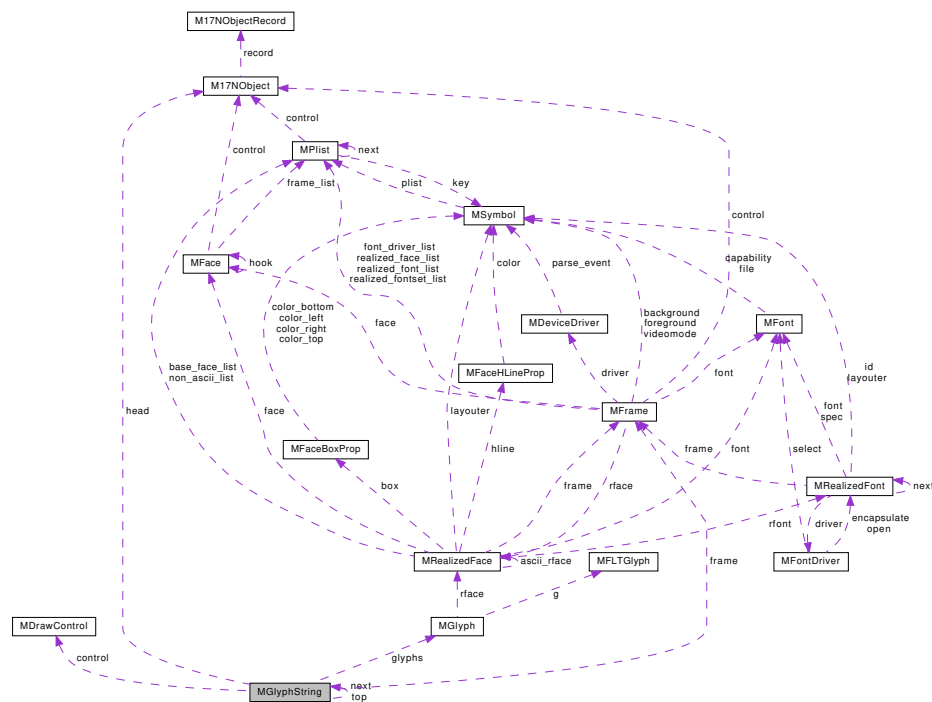 M17NObjectRecord
record
M17NObject
control
MPlist
next
control
frame_list
plist
key
MSymbol
control
font_driver_list
realized_face_list
realized_font_list
realized_fontset_list
color
parse_event
capability
file
MFace
hook
color_bottom
color_left
color_right
color_top
face
MDeviceDriver
background
foreground
videomode
MFont
base_face_list
non_ascii_list
MFaceHLineProp
driver
font
id
layouter
head
face
layouter
MFrame
font
spec
MFaceBoxProp
hline
font
frame
select
box
frame
rface
MRealizedFont
next
rfont
driver
encapsulate
open
MRealizedFace
ascii_rface
MFLTGlyph
frame
MFontDriver
rface
g
MDrawControl
MGlyph
control
glyphs
MGlyphString
next
top